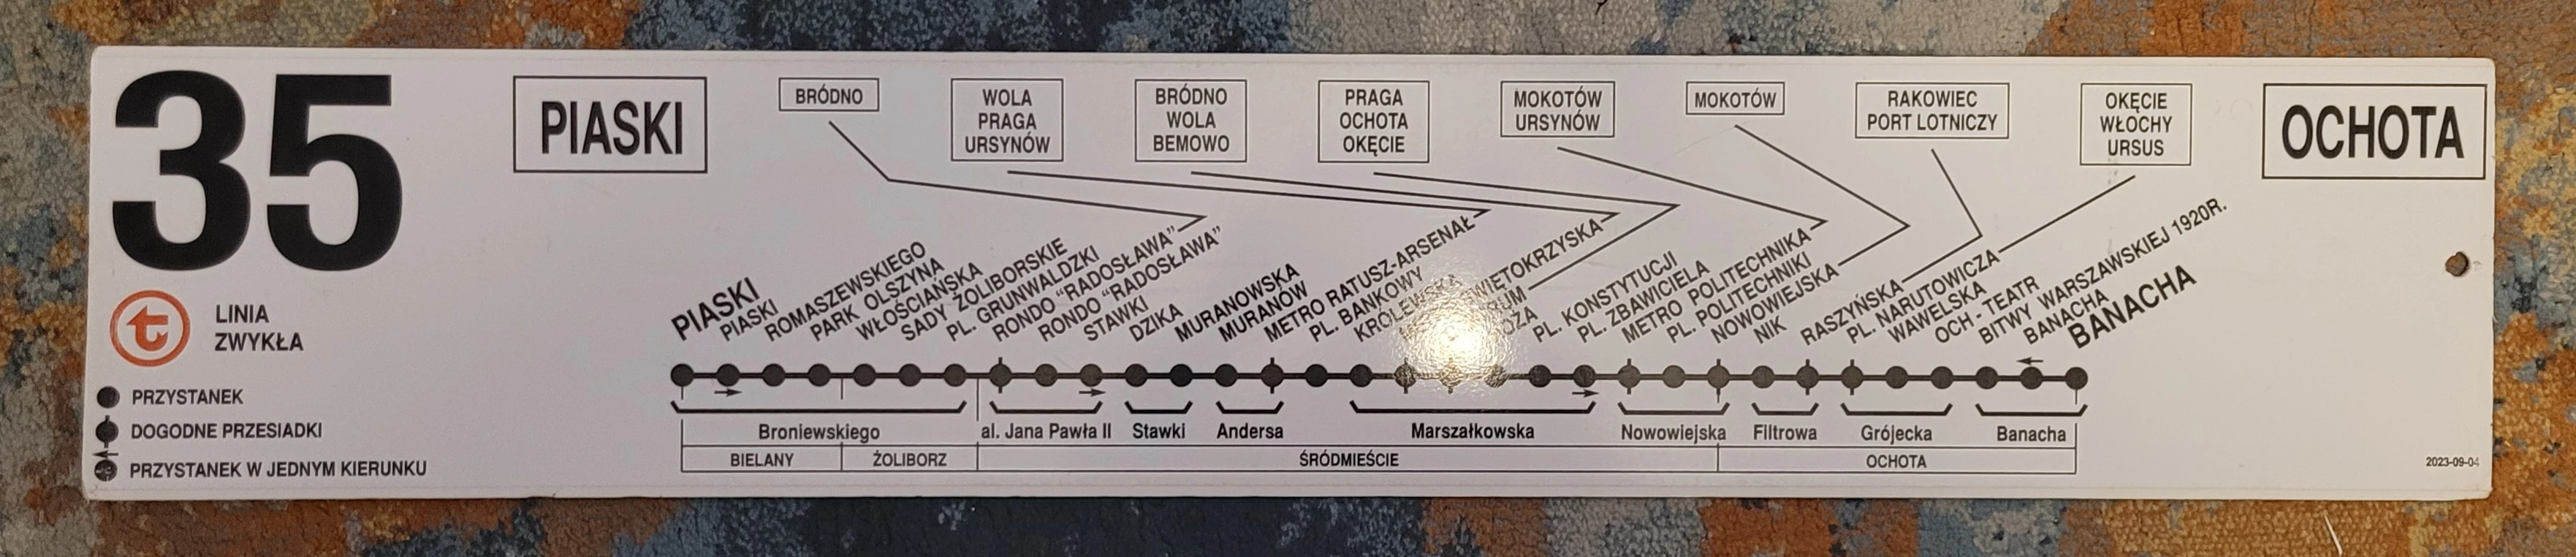 35
PIASKI
BRÓDNO
WOLA
PRAGA
URSYNÓW
BRÓDNO
WOLA
BEMOWO
PRAGA
OCHOTA
OKĘCIE
MOKOTÓW
URSYNÓW
MOKOTÓW
RAKOWIEC
PORT LOTNICZY
OKĘCIE
WŁOCHY
URSUS
OCHOTA
t
LINIA
ZWYKŁA
PRZYSTANEK
DOGODNE PRZESIADKI
PRZYSTANEK W JEDNYM KIERUNKU
PIASKI
PIASKI
ROMASZEWSKIEGO
PARK OLSZYNA
WŁOŚCIAŃSKA
SADY ŻOLIBORSKIE
PL. GRUNWALDZKI
RONDO "RADOSŁAWA"
RONDO "RADOSŁAWA"
STAWKI
DZIKA
MURANOWSKA
MURANÓW
METRO RATUSZ-ARSENAŁ
PL. BANKOWY
KRÓLEWSKA
PL. KONSTYTUCJI
PL. ZBAWICIELA
METRO POLITECHNIKA
PL. POLITECHNIKI
NOWOWIEJSKA
NIK
RASZYŃSKA
PL. NARUTOWICZA
WAWELSKA
OCH - TEATR
BITWY WARSZAWSKIEJ 1920R.
BANACHA
BANACHA
Broniewskiego
al. Jana Pawła II
Stawki
Andersa
Marszałkowska
Nowowiejska
Filtrowa
Grójecka
Banacha
BIELANY
ŻOLIBORZ
ŚRÓDMIEŚCIE
OCHOTA
2023-09-04